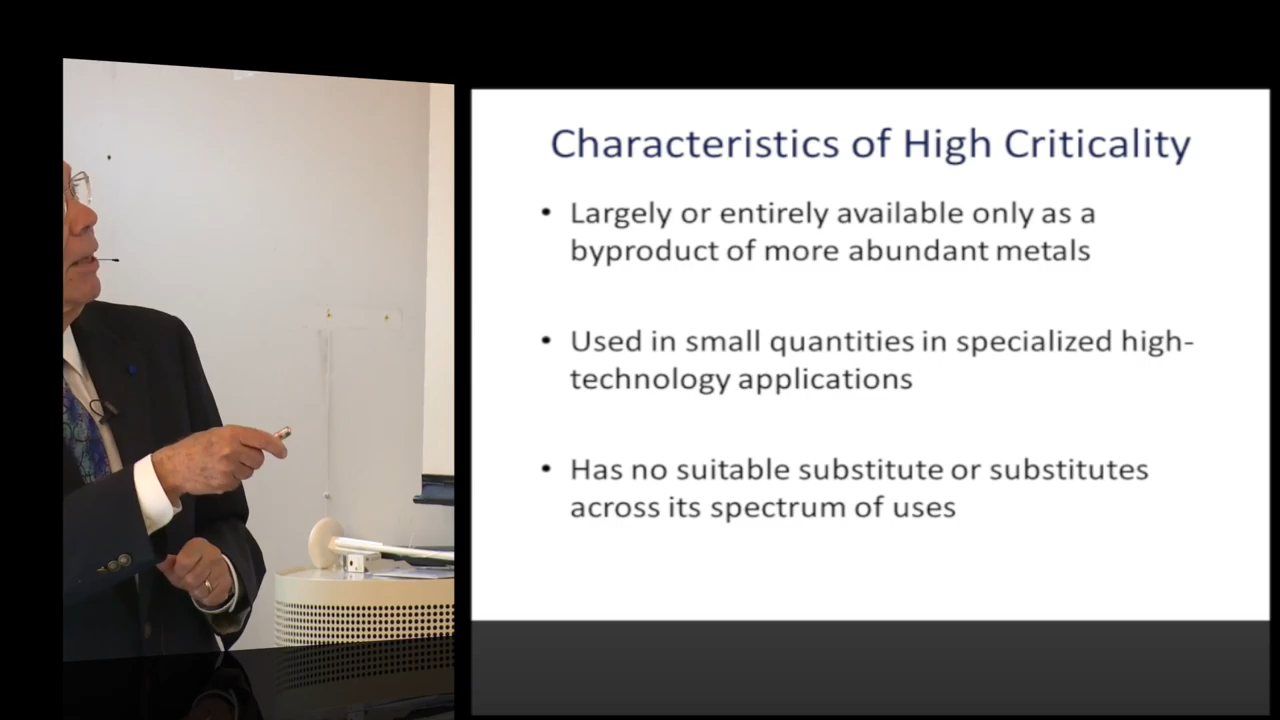 Characteristics of High Criticality
• Largely or entirely available only as a
byproduct of more abundant metals
• Used in small quantities in specialized high-
technology applications
• Has no suitable substitute or substitutes
across its spectrum of uses